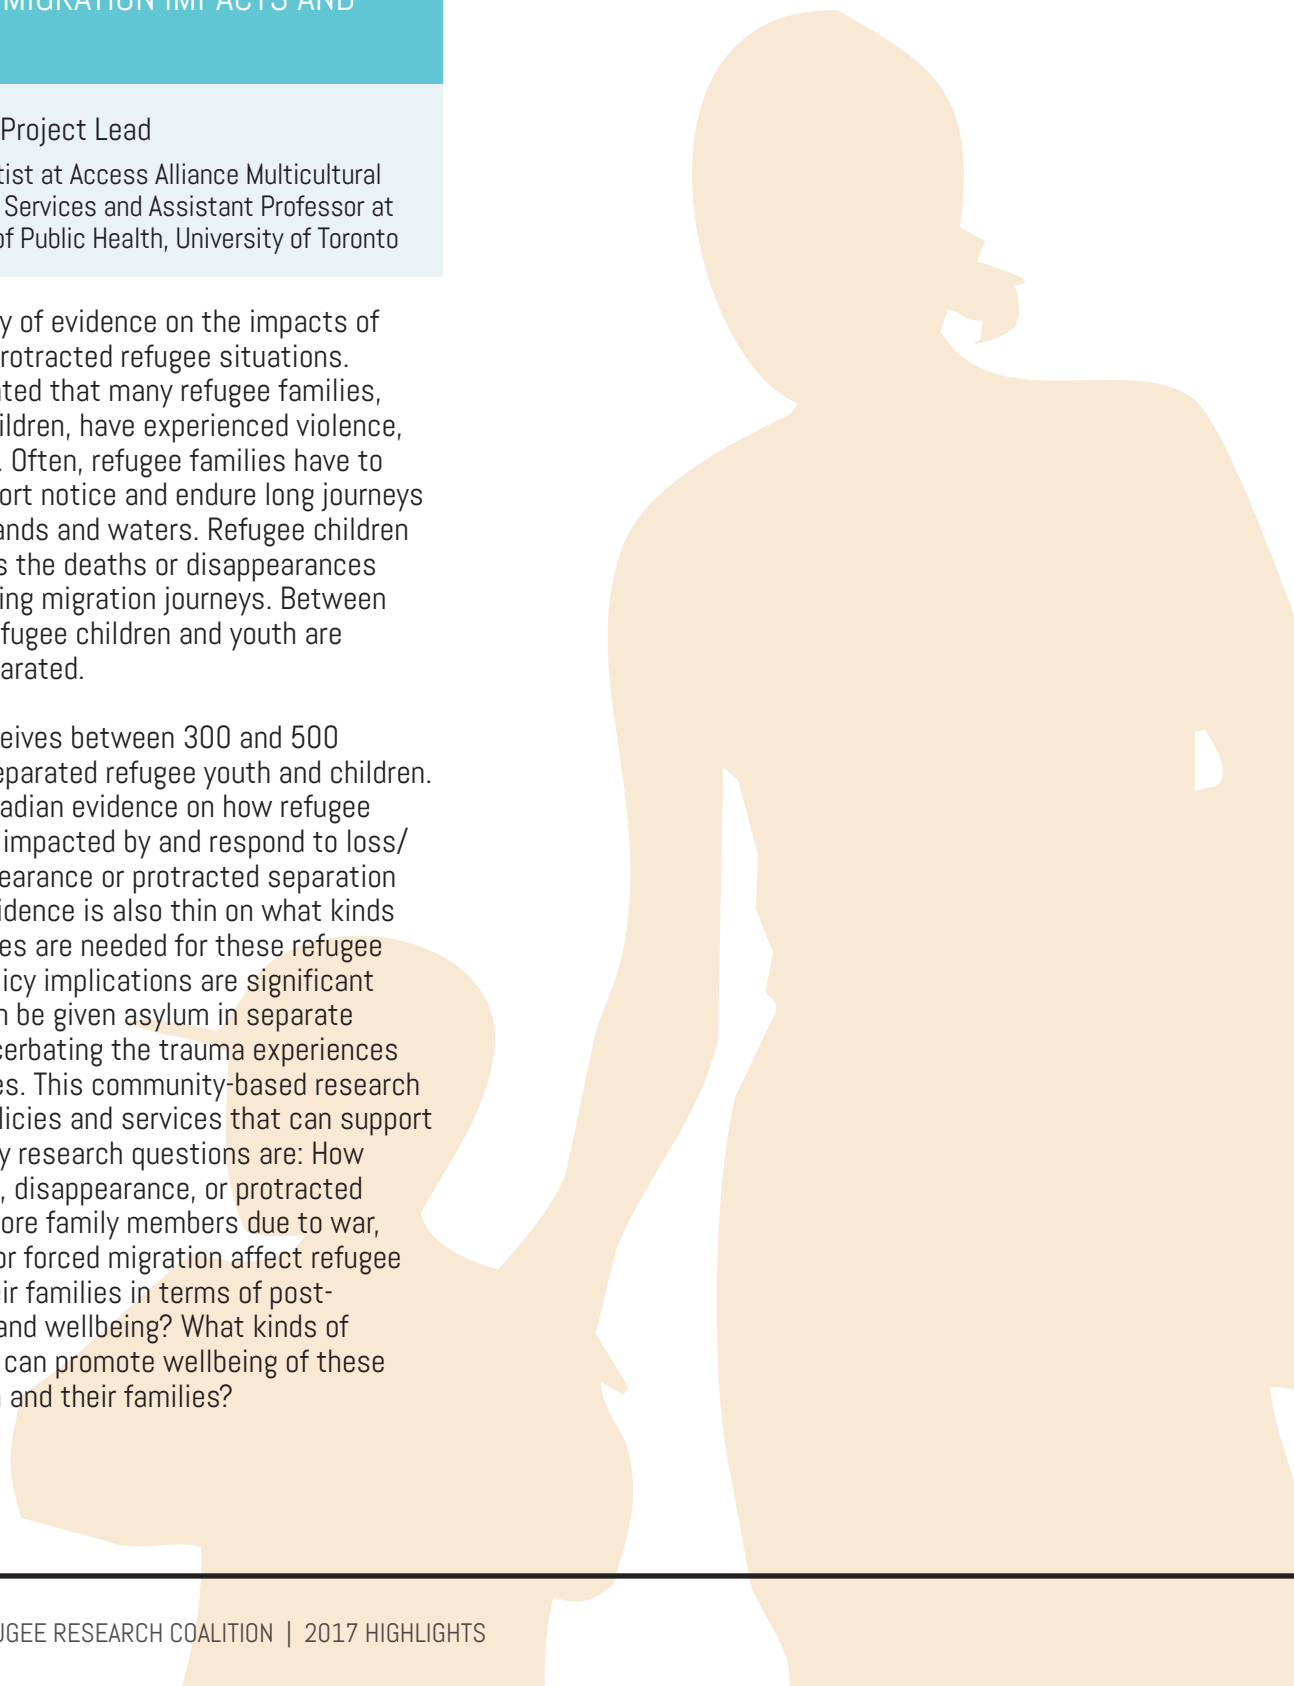 MIGRATION IMPACTS AND
Project Lead
tist at Access Alliance Multicultural
Services and Assistant Professor at
of Public Health, University of Toronto
y of evidence on the impacts of
rotracted refugee situations.
ated that many refugee families,
ildren, have experienced violence,
. Often, refugee families have to
ort notice and endure long journeys
ands and waters. Refugee children
s the deaths or disappearances
ing migration journeys. Between
fugee children and youth are
arated.
eives between 300 and 500
eparated refugee youth and children.
adian evidence on how refugee
impacted by and respond to loss/
earance or protracted separation
idence is also thin on what kinds
es are needed for these refugee
licy implications are significant
n be given asylum in separate
cerbating the trauma experiences
es. This community-based research
licies and services that can support
y research questions are: How
, disappearance, or protracted
ore family members due to war,
or forced migration affect refugee
eir families in terms of post-
and wellbeing? What kinds of
can promote wellbeing of these
and their families?
UGEE RESEARCH COALITION | 2017 HIGHLIGHTS